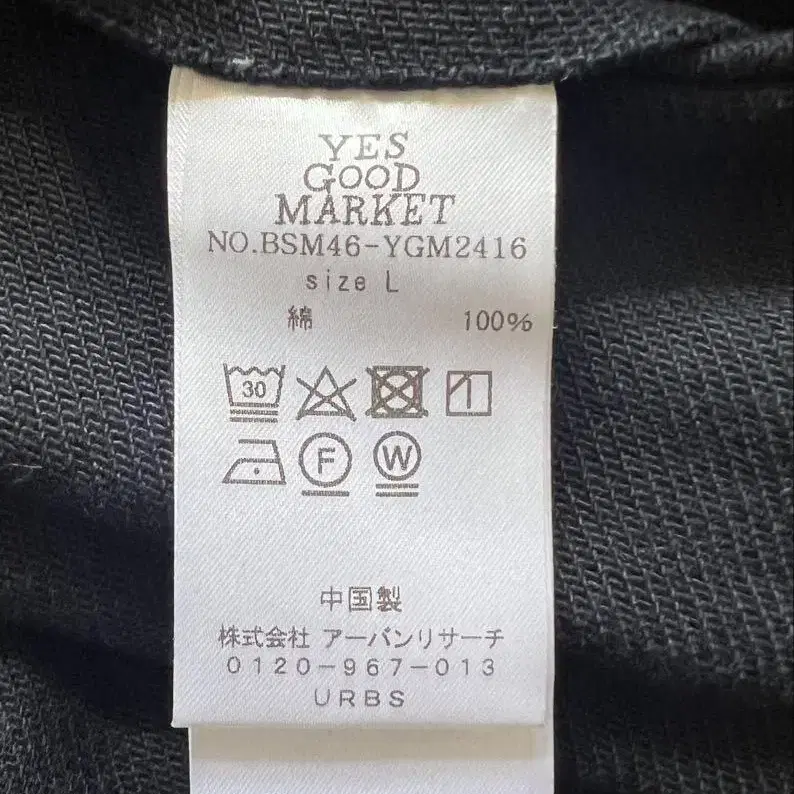 YES
GOOD
MARKET
NO.BSM46-YGM2416
size L
綿 100%
30
F W
中国製
株式会社 アーバンリサーチ
0120-967-013
URBS